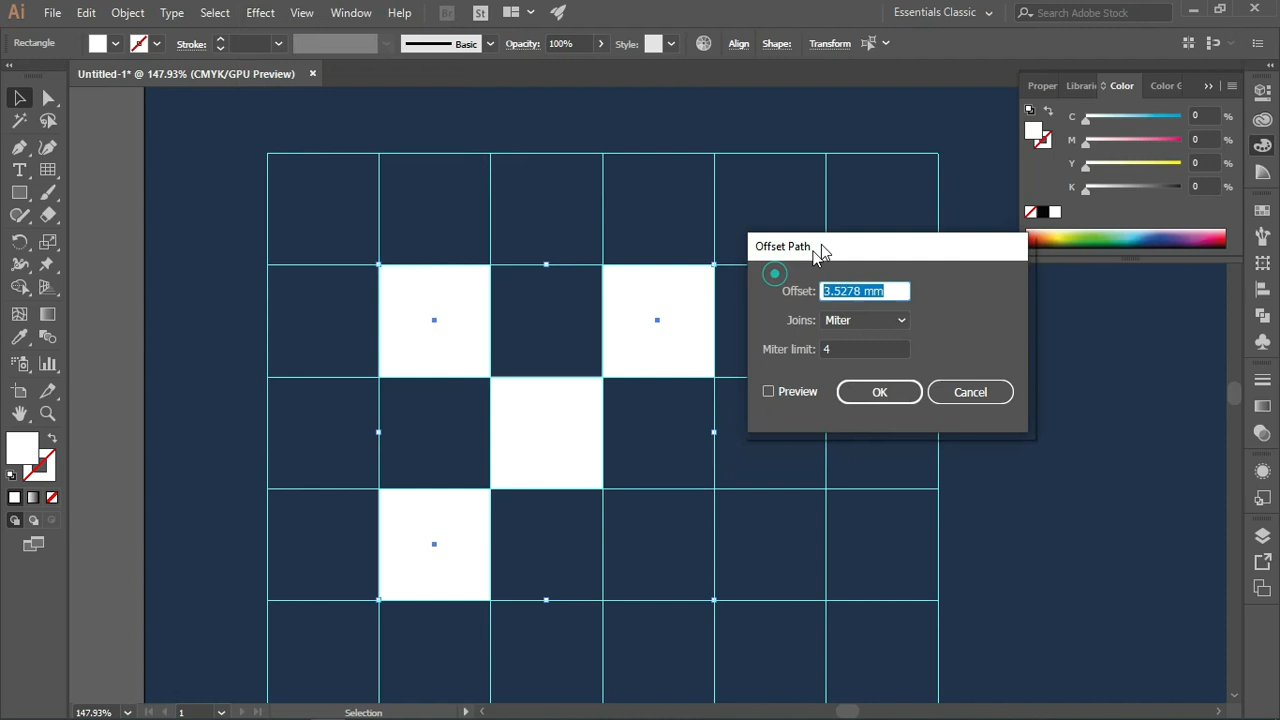 Ai File Edit Object Type Select Effect View Window Help Br St Essentials Classic Search Adobe Stock
Rectangle Stroke: Basic Opacity: 100% Style: Align Shape: Transform
Untitled-1* @ 147.93% (CMYK/GPU Preview)
Proper Librari Color Color G
C 0 %
M 0 %
Y 0 %
K 0 %
Offset Path
Offset: 3.5278 mm
Joins: Miter
Miter limit: 4
Preview OK Cancel
147.93% 1 Selection